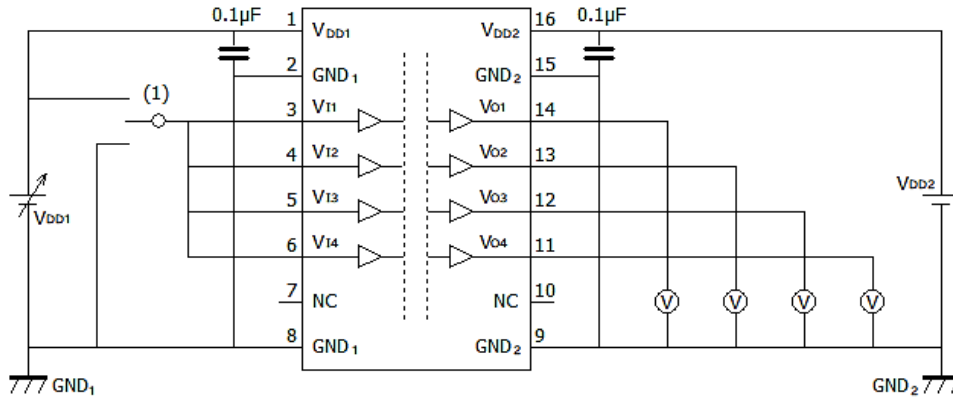 0.1µF 1 16 0.1µF
VDD1 VDD2
2 GND1 GND2 15
(1) 3 VI1 VO1 14
4 VI2 VO2 13
5 VI3 VO3 12
VDD1 VDD2
6 VI4 VO4 11
7 NC NC 10
V V V V
8 GND1 GND2 9
GND1 GND2